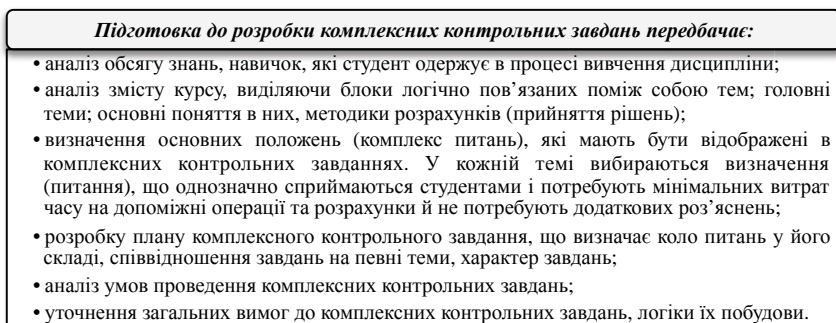 Підготовка до розробки комплексних контрольних завдань передбачає:
• аналіз обсягу знань, навичок, які студент одержує в процесі вивчення дисципліни;
• аналіз змісту курсу, виділяючи блоки логічно пов’язаних поміж собою тем; головні
теми; основні поняття в них, методики розрахунків (прийняття рішень);
• визначення основних положень (комплекс питань), які мають бути відображені в
комплексних контрольних завданнях. У кожній темі вибираються визначення
(питання), що однозначно сприймаються студентами і потребують мінімальних витрат
часу на допоміжні операції та розрахунки й не потребують додаткових роз’яснень;
• розробку плану комплексного контрольного завдання, що визначає коло питань у його
складі, співвідношення завдань на певні теми, характер завдань;
• аналіз умов проведення комплексних контрольних завдань;
• уточнення загальних вимог до комплексних контрольних завдань, логіки їх побудови.